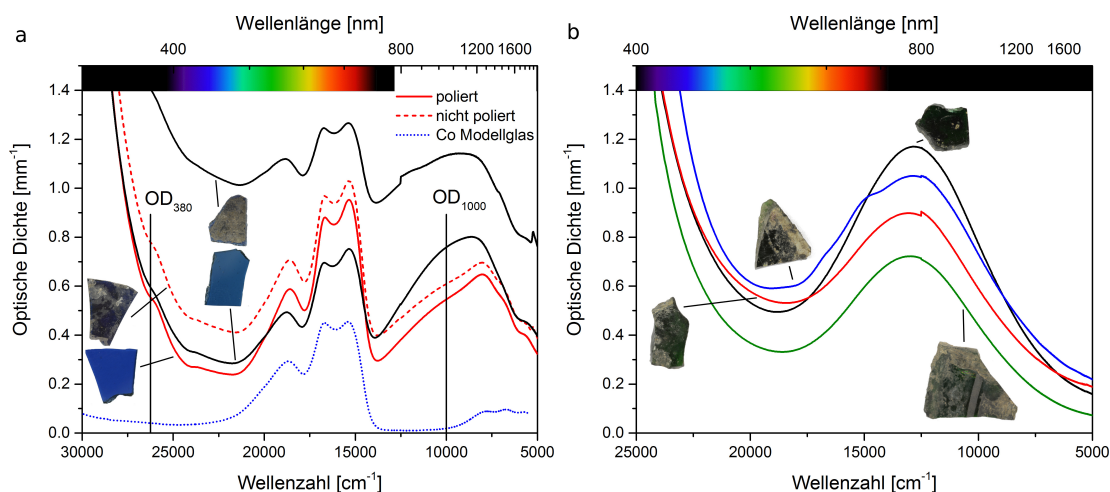 a
Wellenlänge [nm]
400 800 1200 1600
1.4
1.2
1.0
0.8
0.6
0.4
0.2
0.0
Optische Dichte [mm⁻¹]
poliert
nicht poliert
Co Modellglas
OD₃₈₀
OD₁₀₀₀
30000 25000 20000 15000 10000 5000
Wellenzahl [cm⁻¹]
b
Wellenlänge [nm]
400 800 1200 1600
1.4
1.2
1.0
0.8
0.6
0.4
0.2
0.0
Optische Dichte [mm⁻¹]
25000 20000 15000 10000 5000
Wellenzahl [cm⁻¹]